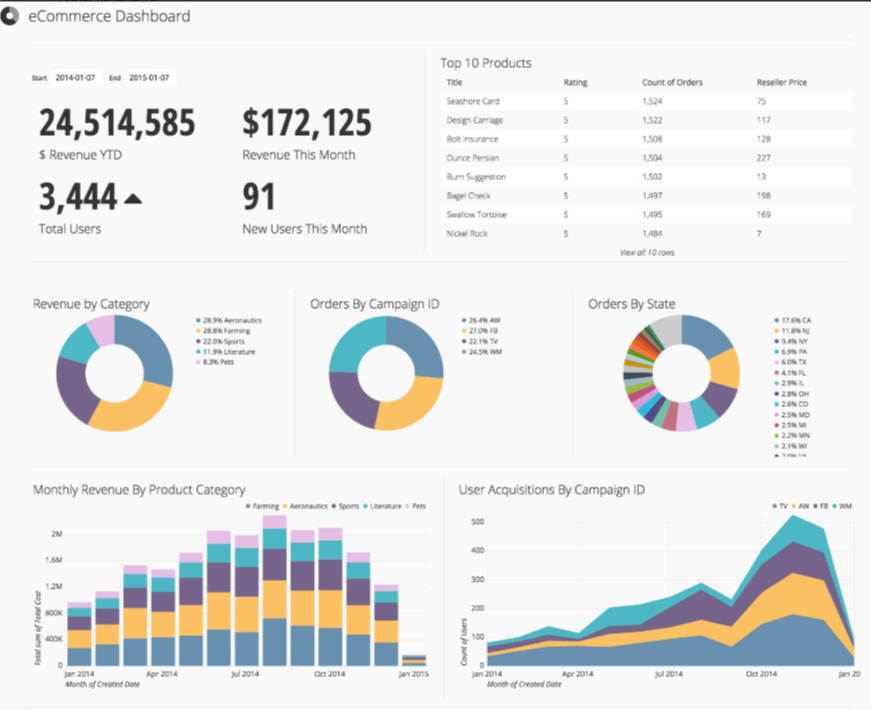 eCommerce Dashboard
Start 2014-01-07 End 2015-01-07
24,514,585
$ Revenue YTD
$172,125
Revenue This Month
3,444
Total Users
91
New Users This Month
Top 10 Products
Title Rating Count of Orders Reseller Price
Seashore Card 5 1,524 75
Design Carriage 5 1,522 117
Bolt Insurance 5 1,508 128
Ounce Persian 5 1,504 227
Burn Suggestion 5 1,502 13
Bagel Check 5 1,497 198
Swallow Tortoise 5 1,495 169
Nickel Rock 5 1,484 7
View all 10 rows
Revenue by Category
28.9% Aeronautics
28.8% Farming
22.0% Sports
11.9% Literature
8.3% Pets
Orders By Campaign ID
26.4% AW
27.0% FB
22.1% TV
24.5% WM
Orders By State
17.6% CA
11.8% NJ
9.4% NY
6.9% PA
6.0% TX
4.1% FL
2.9% IL
2.8% OH
2.6% CO
2.5% MD
2.5% MI
2.2% MN
2.1% WI
Monthly Revenue By Product Category
Farming Aeronautics Sports Literature Pets
Total sum of Total Cost
2M
1.6M
1.2M
800K
400K
0
Jan 2014 Apr 2014 Jul 2014 Oct 2014 Jan 2015
Month of Created Date
User Acquisitions By Campaign ID
TV AW FB WM
Count of Users
500
400
300
200
100
0
Jan 2014 Apr 2014 Jul 2014 Oct 2014 Jan 20
Month of Created Date